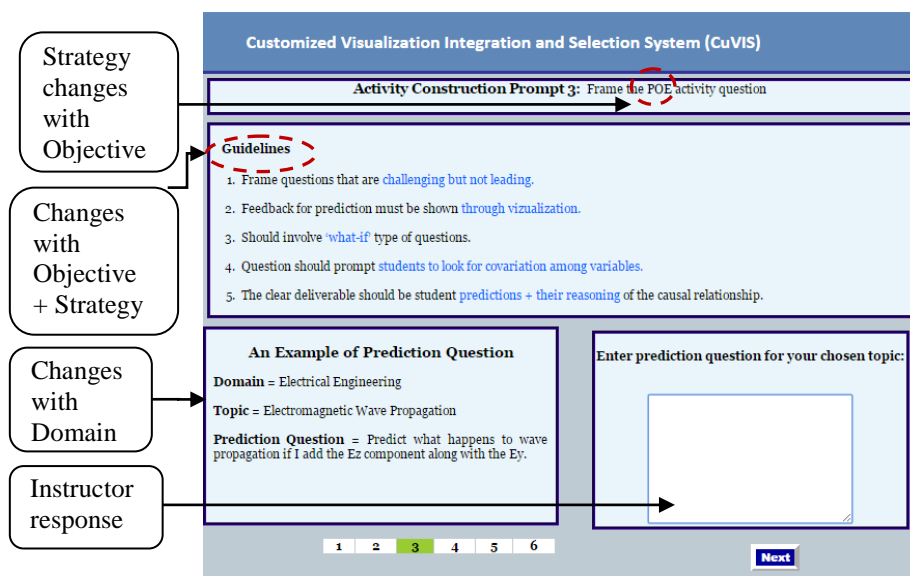 Customized Visualization Integration and Selection System (CuVIS)
Activity Construction Prompt 3: Frame the POE activity question
Strategy
changes
with
Objective
Guidelines
1. Frame questions that are challenging but not leading.
2. Feedback for prediction must be shown through vizualization.
3. Should involve 'what-if' type of questions.
4. Question should prompt students to look for covariation among variables.
5. The clear deliverable should be student predictions + their reasoning of the causal relationship.
Changes
with
Objective
+ Strategy
An Example of Prediction Question
Domain = Electrical Engineering
Topic = Electromagnetic Wave Propagation
Prediction Question = Predict what happens to wave
propagation if I add the Ez component along with the Ey.
Changes
with
Domain
Enter prediction question for your chosen topic:
Instructor
response
1 2 3 4 5 6
Next